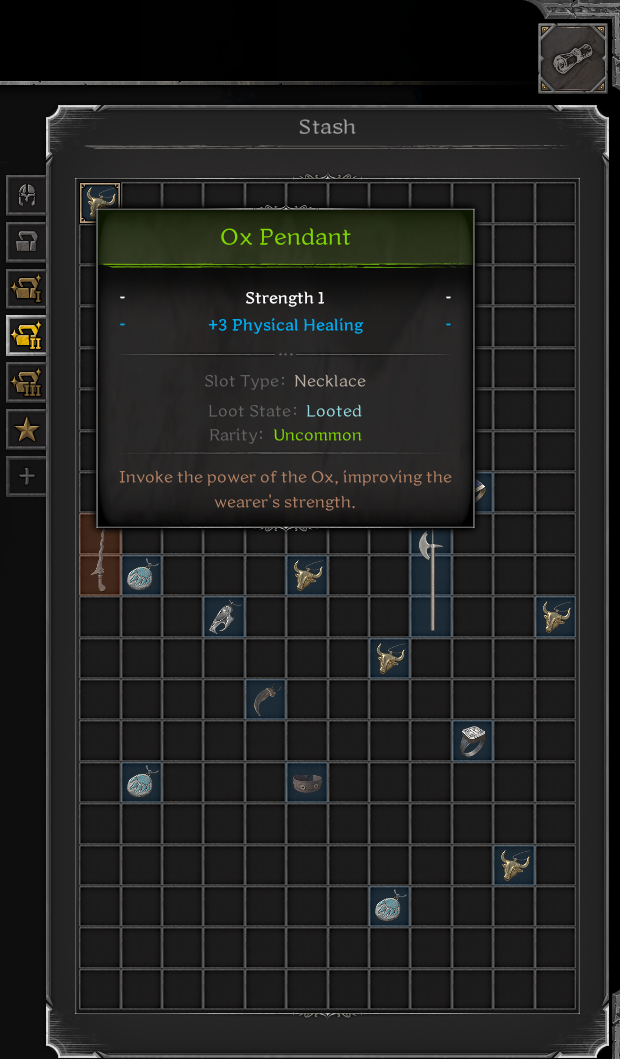 Stash
Ox Pendant
- Strength 1 -
- +3 Physical Healing -
Slot Type: Necklace
Loot State: Looted
Rarity: Uncommon
Invoke the power of the Ox, improving the
wearer's strength.
I
II
III